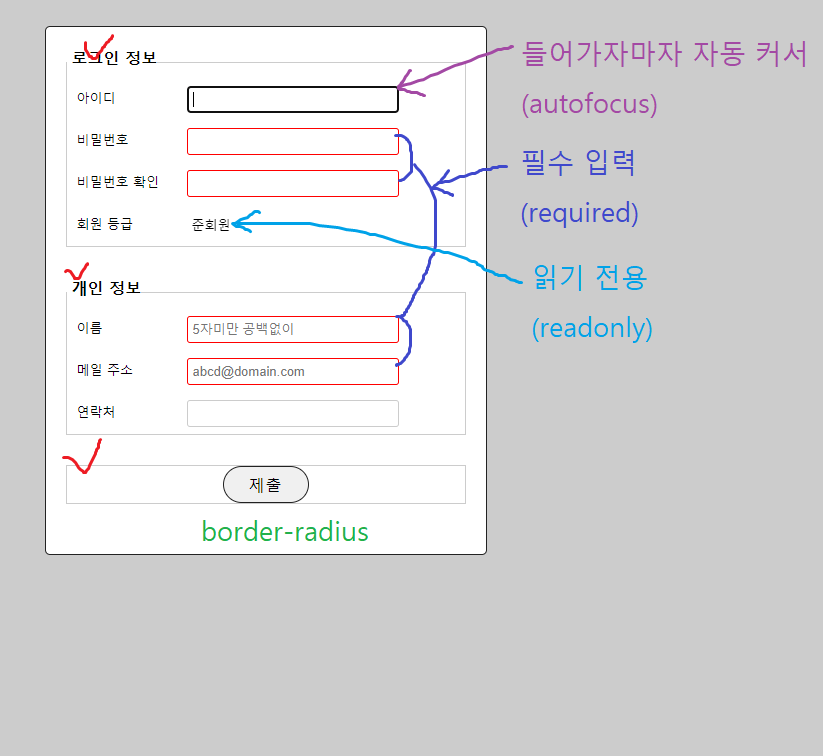 로그인 정보
아이디
비밀번호
비밀번호 확인
회원 등급 준회원
개인 정보
이름 5자미만 공백없이
메일 주소 abcd@domain.com
연락처
제출
border-radius
들어가자마자 자동 커서
(autofocus)
필수 입력
(required)
읽기 전용
(readonly)